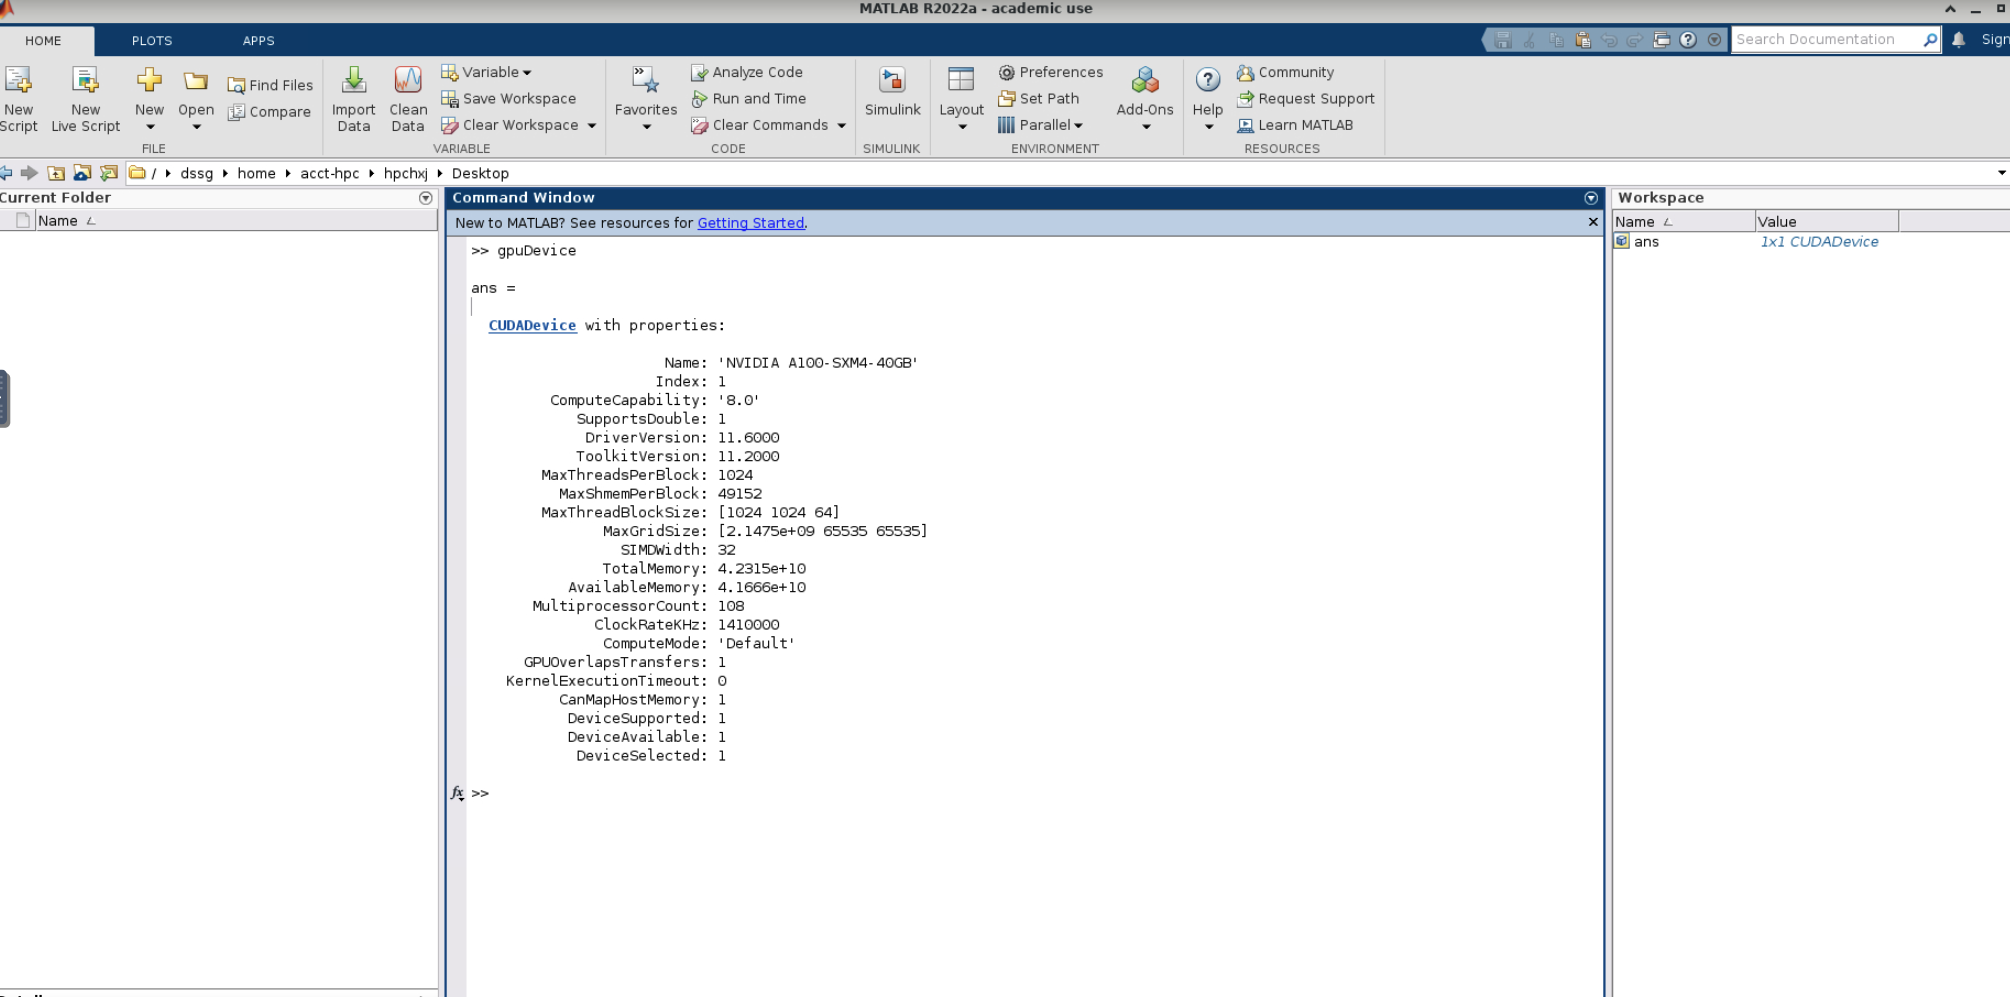 MATLAB R2022a - academic use
HOME PLOTS APPS
Search Documentation
Sign
New Script
New Live Script
New
Open
Find Files
Compare
FILE
Import Data
Clean Data
Variable
Save Workspace
Clear Workspace
VARIABLE
Favorites
Analyze Code
Run and Time
Clear Commands
CODE
Simulink
SIMULINK
Layout
Preferences
Set Path
Parallel
Add-Ons
ENVIRONMENT
Help
Community
Request Support
Learn MATLAB
RESOURCES
/ dssg home acct-hpc hpchxj Desktop
Current Folder
Name
Command Window
New to MATLAB? See resources for Getting Started.
>> gpuDevice
ans =
CUDADevice with properties:
Name: 'NVIDIA A100-SXM4-40GB'
Index: 1
ComputeCapability: '8.0'
SupportsDouble: 1
DriverVersion: 11.6000
ToolkitVersion: 11.2000
MaxThreadsPerBlock: 1024
MaxShmemPerBlock: 49152
MaxThreadBlockSize: [1024 1024 64]
MaxGridSize: [2.1475e+09 65535 65535]
SIMDWidth: 32
TotalMemory: 4.2315e+10
AvailableMemory: 4.1666e+10
MultiprocessorCount: 108
ClockRateKHz: 1410000
ComputeMode: 'Default'
GPUOverlapsTransfers: 1
KernelExecutionTimeout: 0
CanMapHostMemory: 1
DeviceSupported: 1
DeviceAvailable: 1
DeviceSelected: 1
fx >>
Workspace
Name Value
ans 1x1 CUDADevice